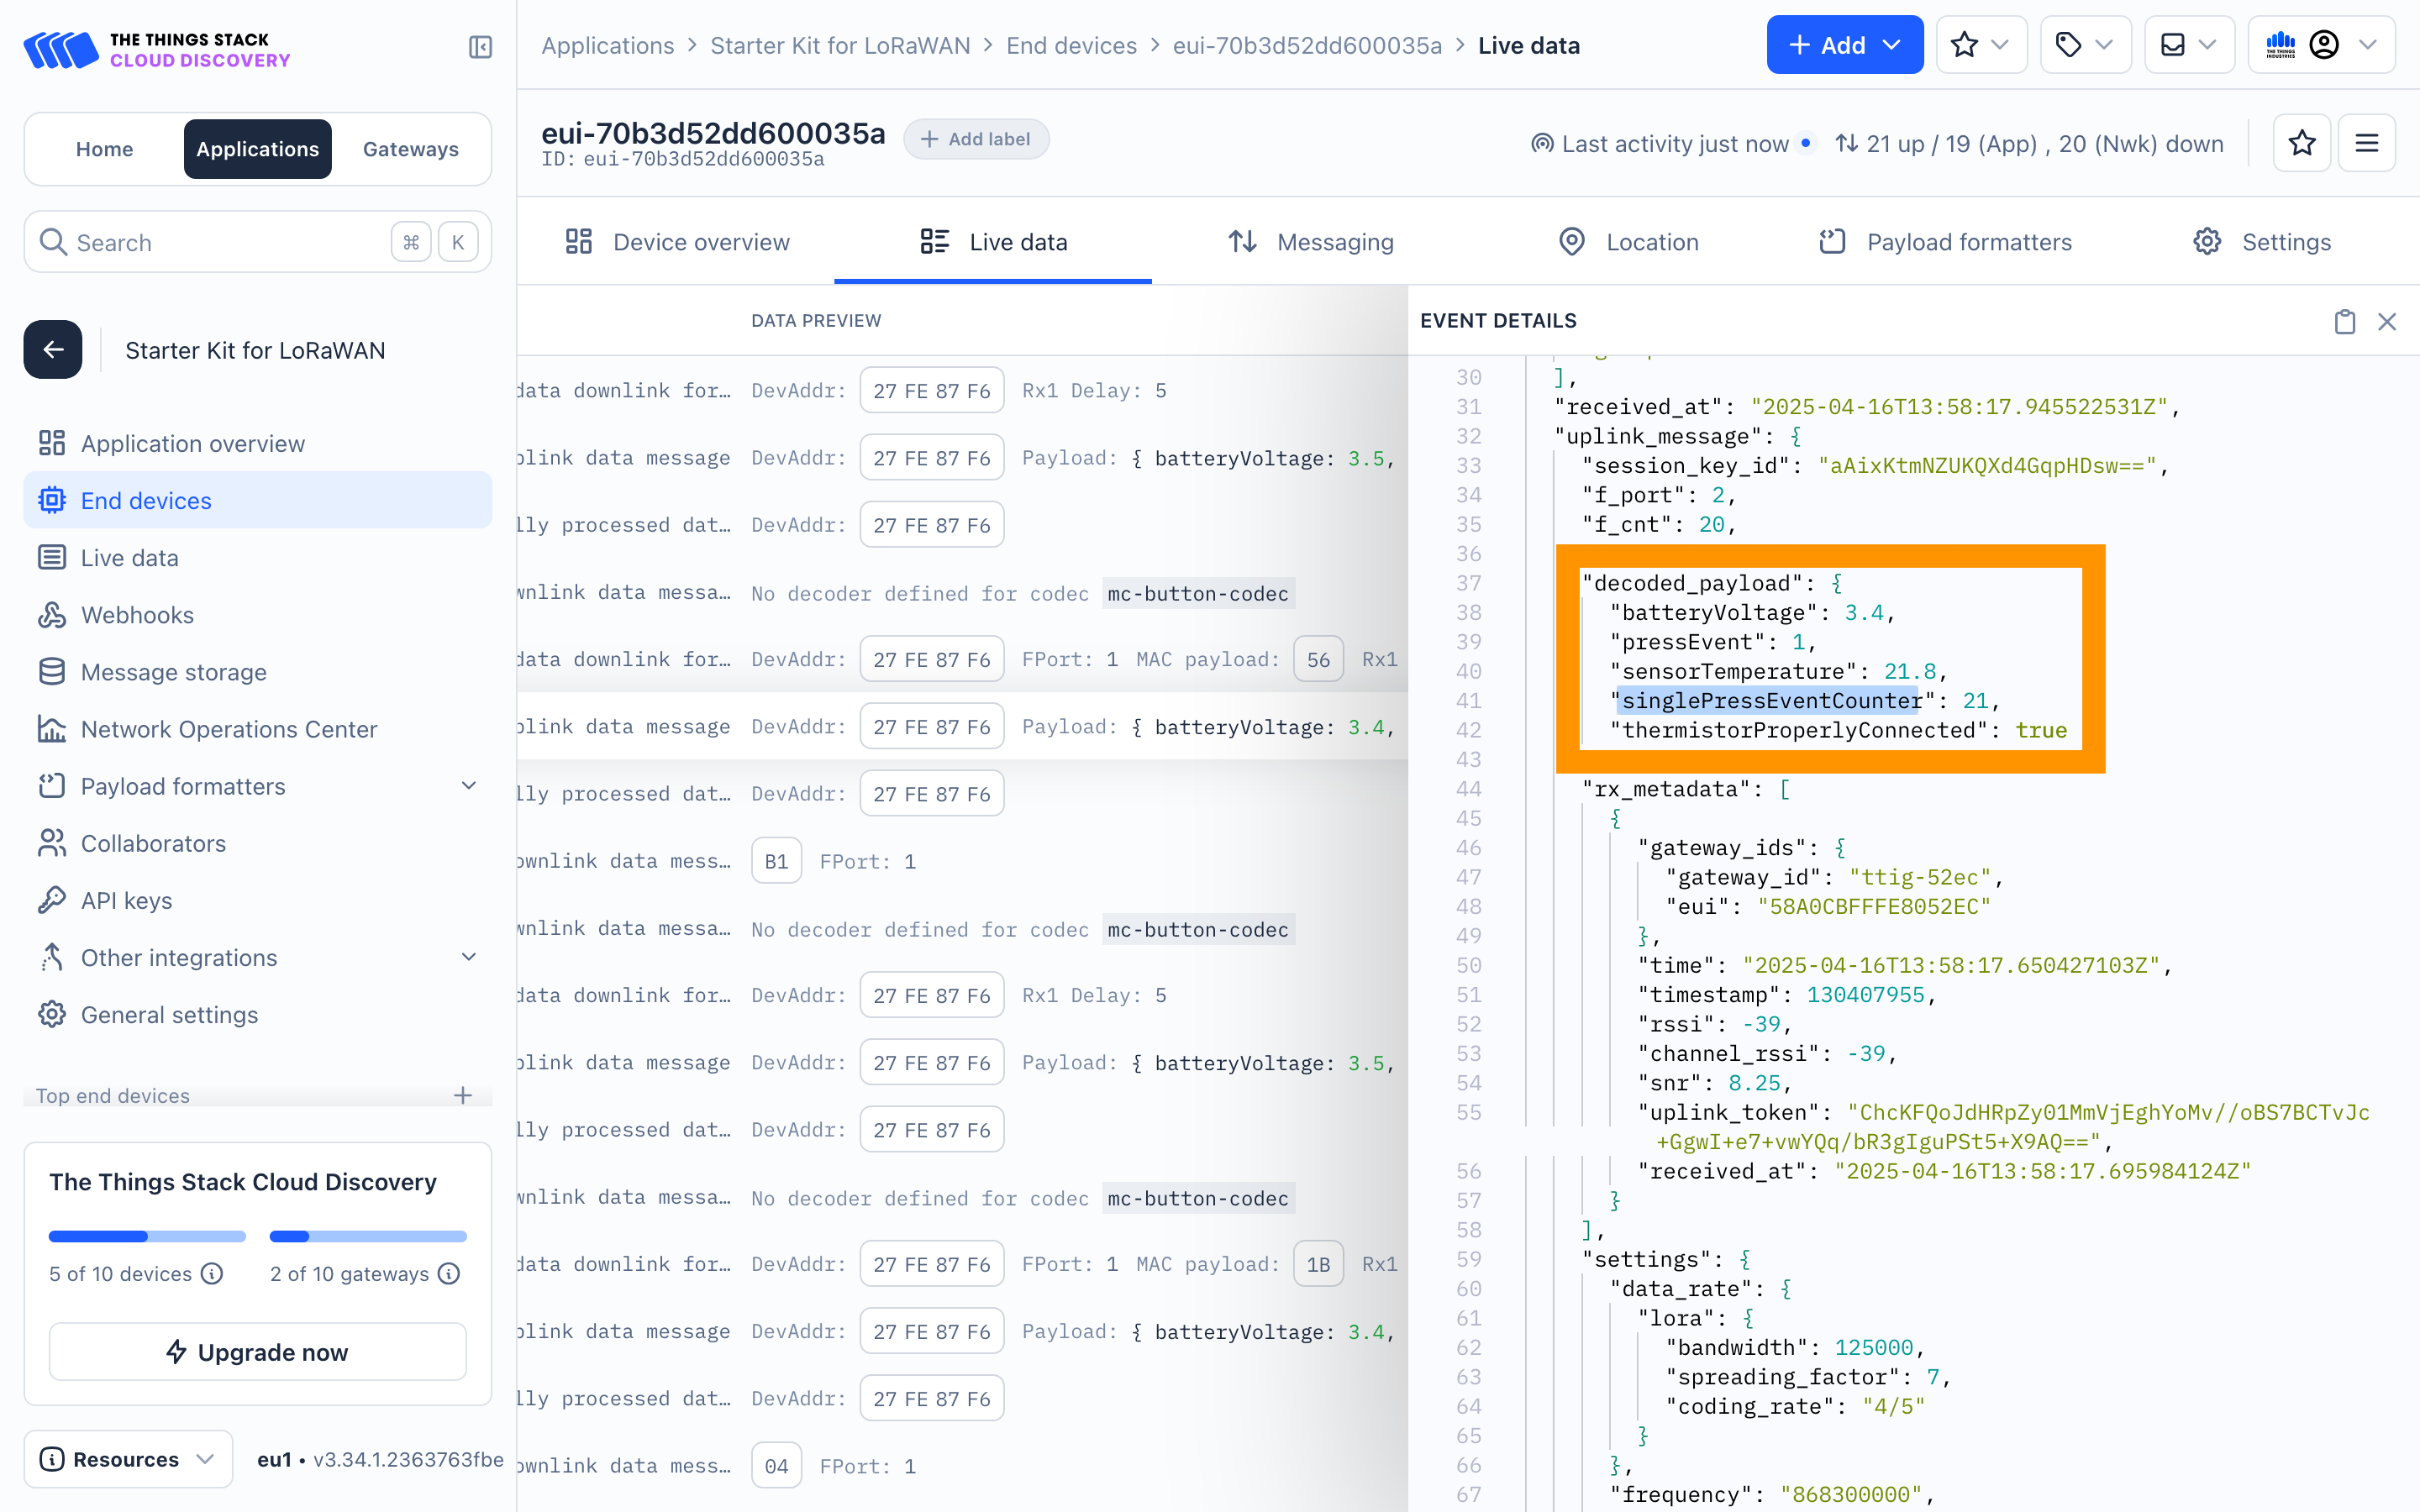 THE THINGS STACK
CLOUD DISCOVERY
Home
Applications
Gateways
Search
⌘
K
Starter Kit for LoRaWAN
Application overview
End devices
Live data
Webhooks
Message storage
Network Operations Center
Payload formatters
Collaborators
API keys
Other integrations
General settings
Top end devices
The Things Stack Cloud Discovery
5 of 10 devices
2 of 10 gateways
Upgrade now
Resources
eu1 • v3.34.1.2363763fbe
Applications > Starter Kit for LoRaWAN > End devices > eui-70b3d52dd600035a > Live data
+ Add
THE THINGS
INDUSTRIES
eui-70b3d52dd600035a
ID: eui-70b3d52dd600035a
+ Add label
Last activity just now • 21 up / 19 (App) , 20 (Nwk) down
Device overview
Live data
Messaging
Location
Payload formatters
Settings
DATA PREVIEW
data downlink for… DevAddr: 27 FE 87 F6 Rx1 Delay: 5
plink data message DevAddr: 27 FE 87 F6 Payload: { batteryVoltage: 3.5,
lly processed dat… DevAddr: 27 FE 87 F6
wnlink data messa… No decoder defined for codec mc-button-codec
data downlink for… DevAddr: 27 FE 87 F6 FPort: 1 MAC payload: 56 Rx1
plink data message DevAddr: 27 FE 87 F6 Payload: { batteryVoltage: 3.4,
lly processed dat… DevAddr: 27 FE 87 F6
ownlink data mess… B1 FPort: 1
wnlink data messa… No decoder defined for codec mc-button-codec
data downlink for… DevAddr: 27 FE 87 F6 Rx1 Delay: 5
plink data message DevAddr: 27 FE 87 F6 Payload: { batteryVoltage: 3.5,
lly processed dat… DevAddr: 27 FE 87 F6
wnlink data messa… No decoder defined for codec mc-button-codec
data downlink for… DevAddr: 27 FE 87 F6 FPort: 1 MAC payload: 1B Rx1
plink data message DevAddr: 27 FE 87 F6 Payload: { batteryVoltage: 3.4,
lly processed dat… DevAddr: 27 FE 87 F6
ownlink data mess… 04 FPort: 1
EVENT DETAILS
30 ],
31 "received_at": "2025-04-16T13:58:17.945522531Z",
32 "uplink_message": {
33 "session_key_id": "aAixKtmNZUKQXd4GqpHDsw==",
34 "f_port": 2,
35 "f_cnt": 20,
36
37 "decoded_payload": {
38 "batteryVoltage": 3.4,
39 "pressEvent": 1,
40 "sensorTemperature": 21.8,
41 "singlePressEventCounter": 21,
42 "thermistorProperlyConnected": true
43
44 "rx_metadata": [
45 {
46 "gateway_ids": {
47 "gateway_id": "ttig-52ec",
48 "eui": "58A0CBFFFE8052EC"
49 },
50 "time": "2025-04-16T13:58:17.650427103Z",
51 "timestamp": 130407955,
52 "rssi": -39,
53 "channel_rssi": -39,
54 "snr": 8.25,
55 "uplink_token": "ChcKFQoJdHRpZy01MmVjEghYoMv//oBS7BCTvJc
+GgwI+e7+vwYQq/bR3gIguPSt5+X9AQ==",
56 "received_at": "2025-04-16T13:58:17.695984124Z"
57 }
58 ],
59 "settings": {
60 "data_rate": {
61 "lora": {
62 "bandwidth": 125000,
63 "spreading_factor": 7,
64 "coding_rate": "4/5"
65 }
66 },
67 "frequency": "868300000",